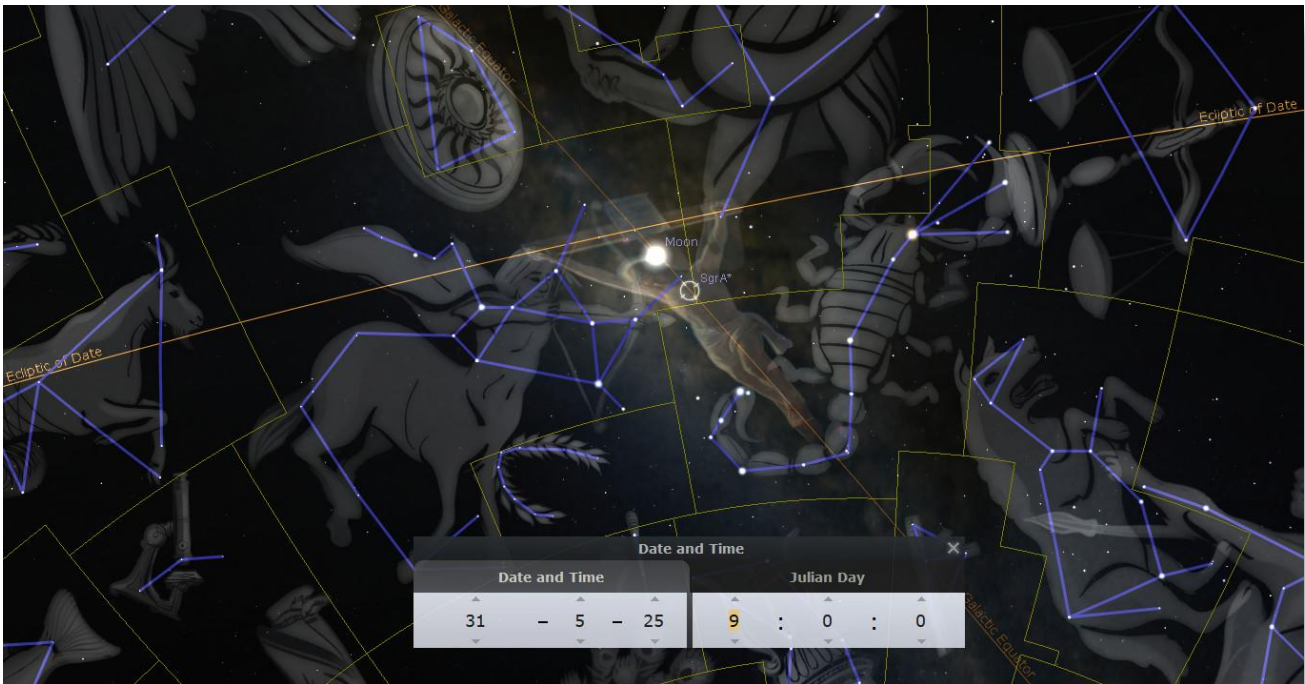 Galactic Equator
Ecliptic of Date
Moon
SgrA*
Ecliptic of Date
Date and Time ×
Date and Time Julian Day
31 – 5 – 25 9 : 0 : 0
Galactic Equator